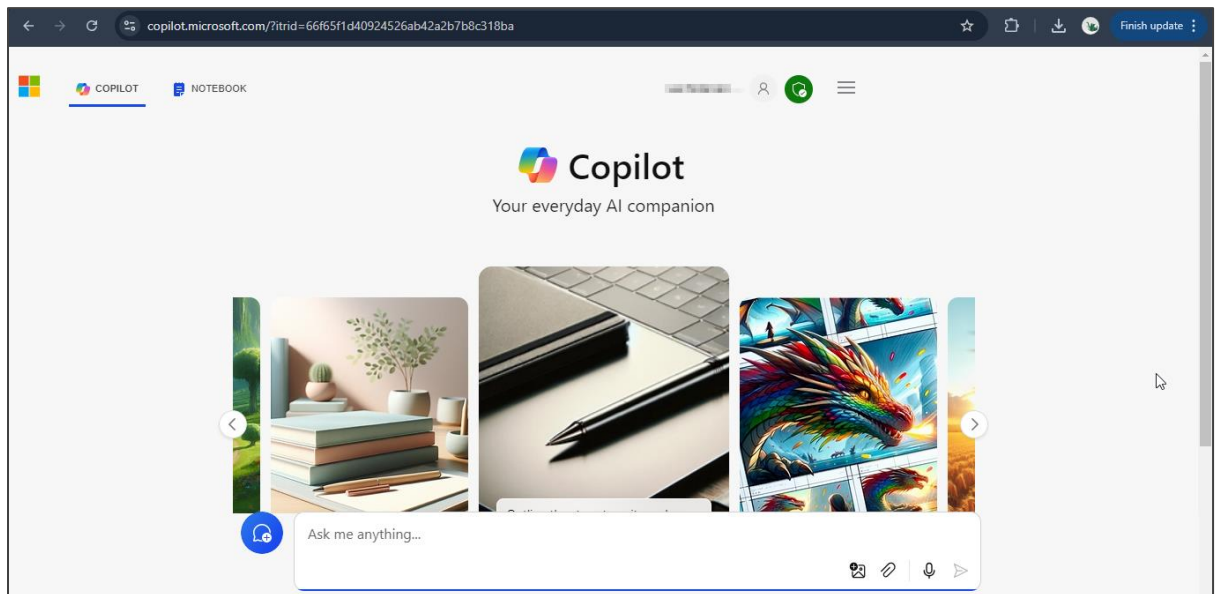 copilot.microsoft.com/?itrid=66f65f1d40924526ab42a2b7b8c318ba
Finish update
COPILOT
NOTEBOOK
Copilot
Your everyday AI companion
Ask me anything...